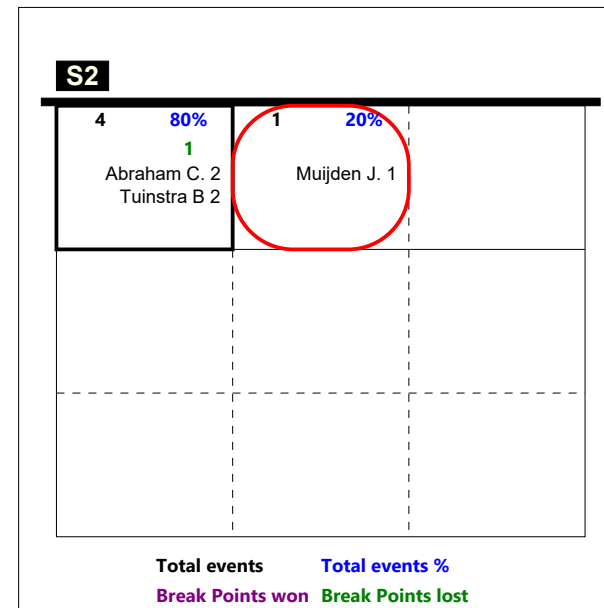 S2
4 80% 1 20%
1
Abraham C. 2 Muijden J. 1
Tuinstra B 2
Total events Total events %
Break Points won Break Points lost